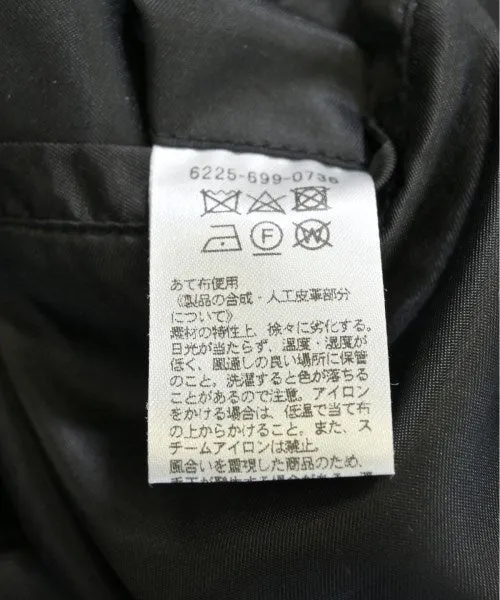 6225-699-0736
F W
あて布使用
《製品の合成・人工皮革部分
について》
素材の特性上、徐々に劣化する。
日光が当たらず、温度・湿度が
低く、風通しの良い場所に保管
のこと。洗濯すると色が落ちる
ことがあるので注意。アイロン
をかける場合は、低温で当て布
の上からかけること。また、ス
チームアイロンは禁止。
風合いを重視した商品のため、